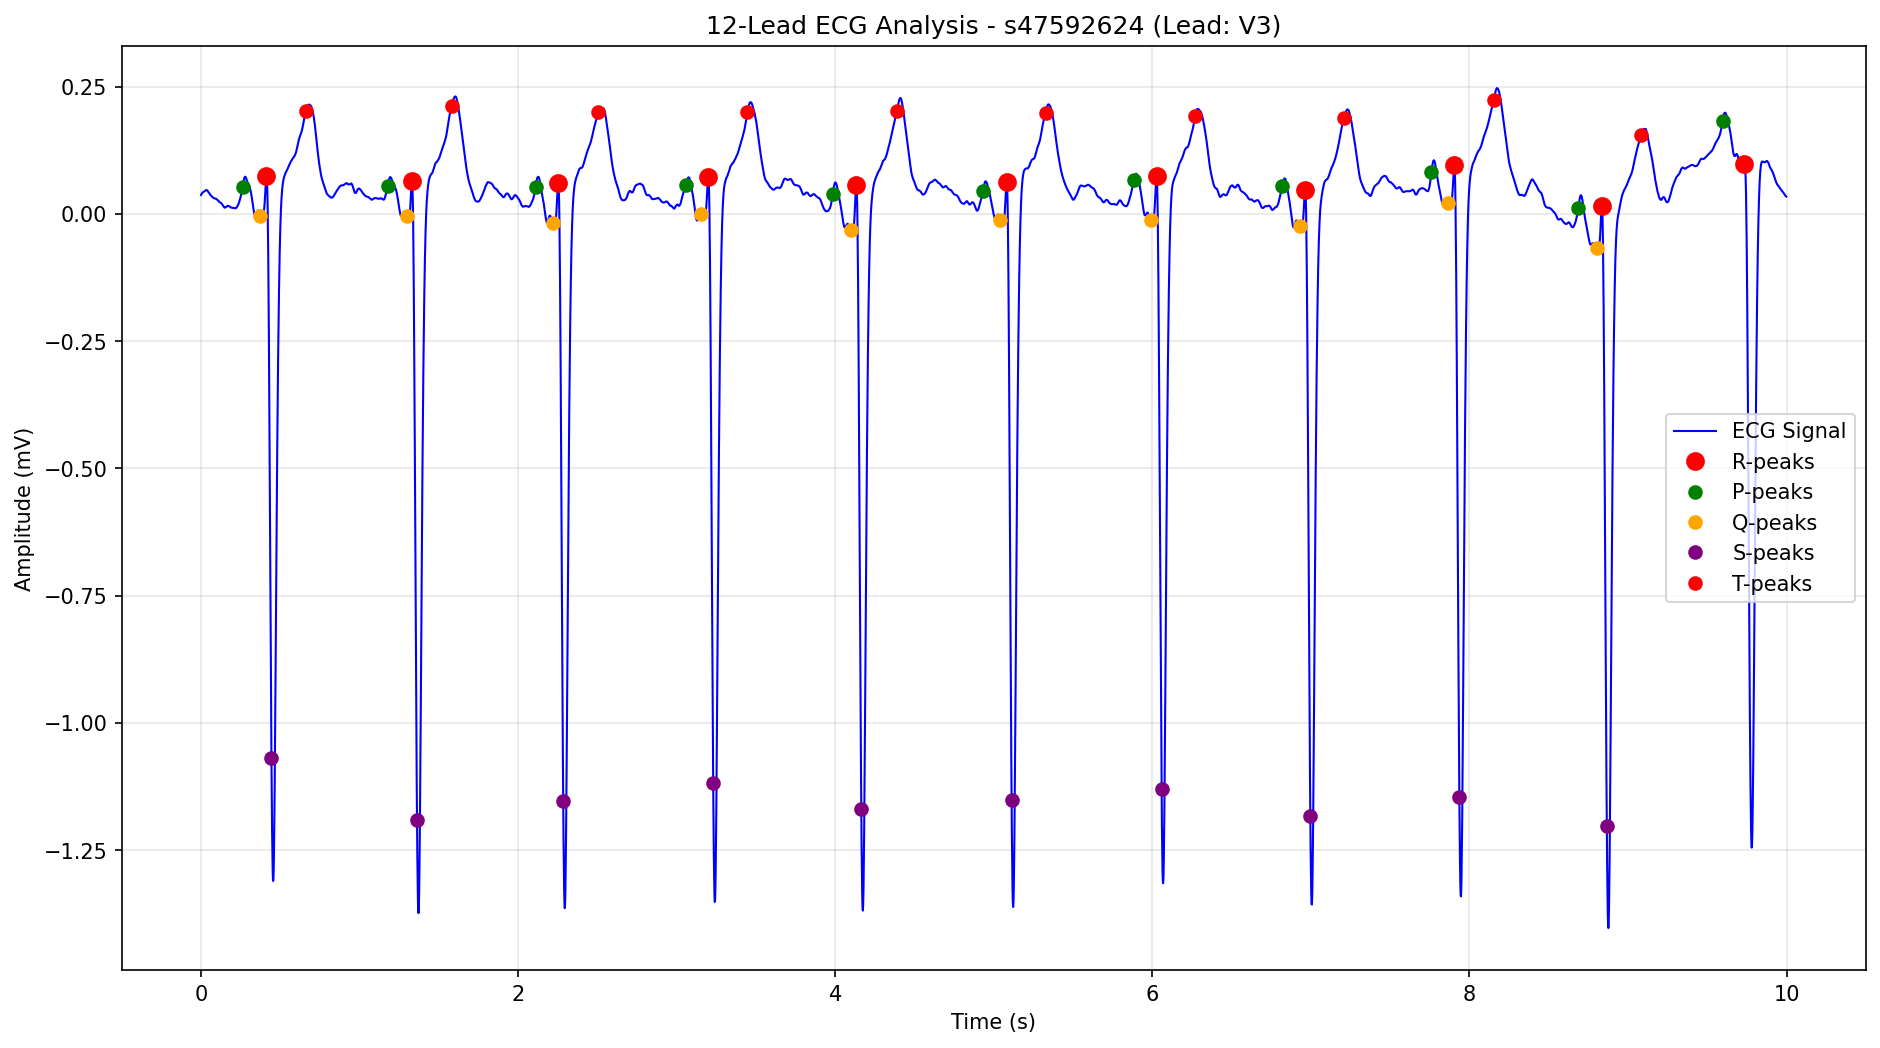 12-Lead ECG Analysis - s47592624 (Lead: V3)
Amplitude (mV)
0.25
0.00
−0.25
−0.50
−0.75
−1.00
−1.25
ECG Signal
R-peaks
P-peaks
Q-peaks
S-peaks
T-peaks
0 2 4 6 8 10
Time (s)